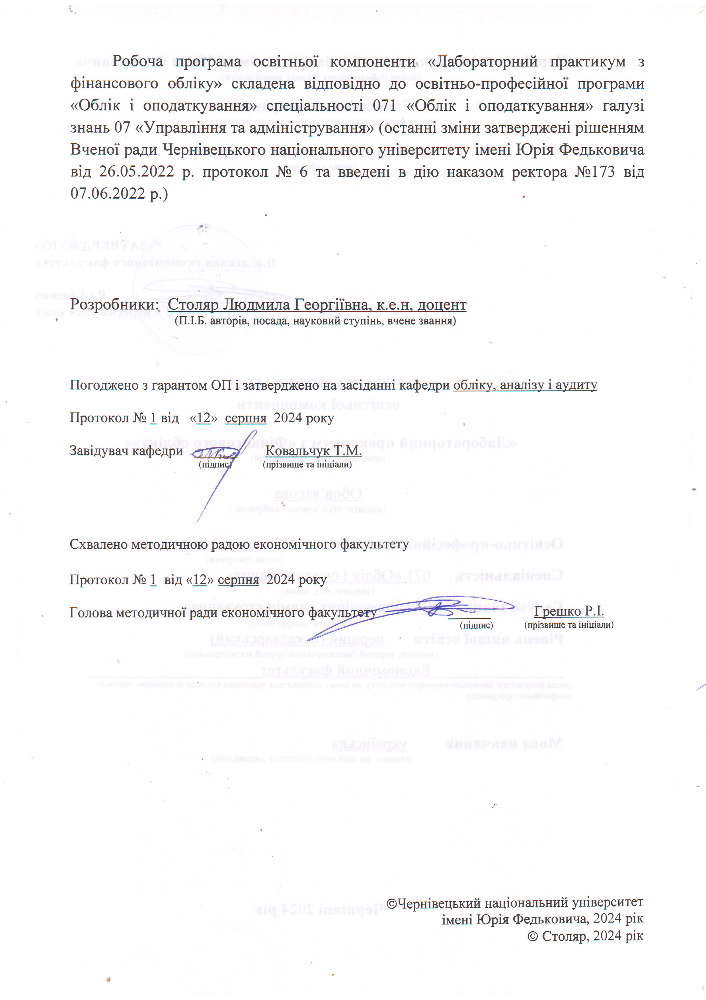 Робоча програма освітньої компоненти «Лабораторний практикум з
фінансового обліку» складена відповідно до освітньо-професійної програми
«Облік і оподаткування» спеціальності 071 «Облік і оподаткування» галузі
знань 07 «Управління та адміністрування» (останні зміни затверджені рішенням
Вченої ради Чернівецького національного університету імені Юрія Федьковича
від 26.05.2022 р. протокол № 6 та введені в дію наказом ректора №173 від
07.06.2022 р.)
Розробники: Столяр Людмила Георгіївна, к.е.н, доцент
(П.І.Б. авторів, посада, науковий ступінь, вчене звання)
Погоджено з гарантом ОП і затверджено на засіданні кафедри обліку, аналізу і аудиту
Протокол № 1 від «12» серпня 2024 року
Завідувач кафедри Ковальчук Т.М.
(підпис) (прізвище та ініціали)
Схвалено методичною радою економічного факультету
Протокол № 1 від «12» серпня 2024 року
Голова методичної ради економічного факультету Грешко Р.І.
(підпис) (прізвище та ініціали)
©Чернівецький національний університет
імені Юрія Федьковича, 2024 рік
© Столяр, 2024 рік